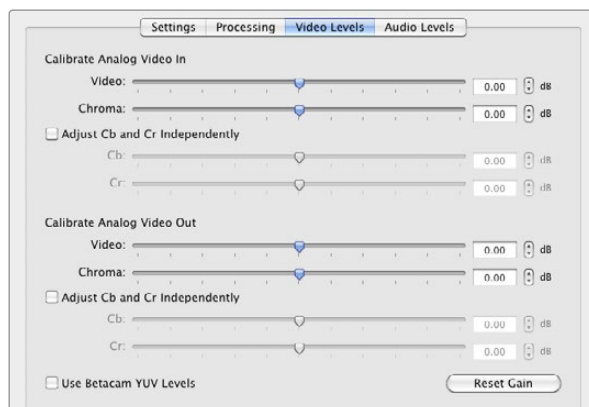 Settings Processing Video Levels Audio Levels
Calibrate Analog Video In
Video: 0.00 dB
Chroma: 0.00 dB
Adjust Cb and Cr Independently
Cb: 0.00 dB
Cr: 0.00 dB
Calibrate Analog Video Out
Video: 0.00 dB
Chroma: 0.00 dB
Adjust Cb and Cr Independently
Cb: 0.00 dB
Cr: 0.00 dB
Use Betacam YUV Levels Reset Gain